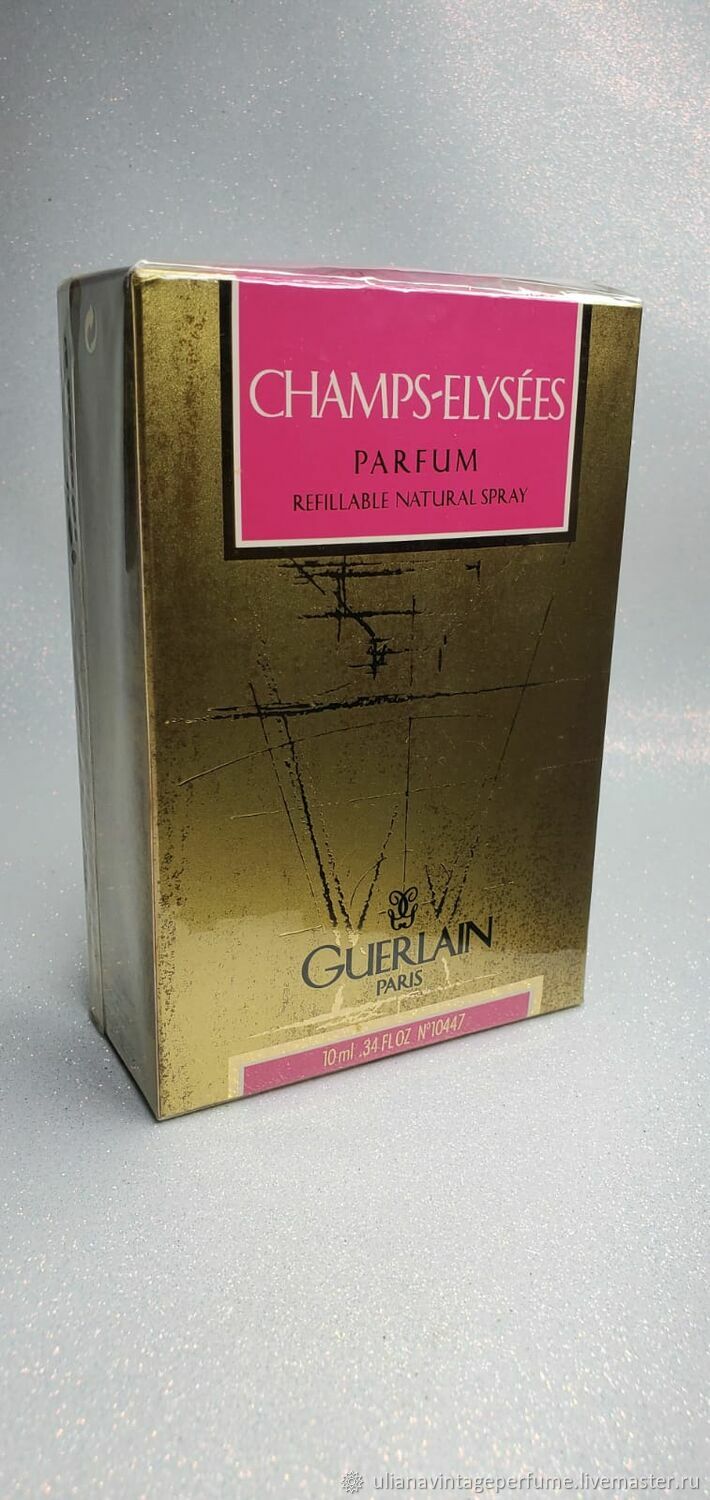 CHAMPS-ELYSÉES
PARFUM
REFILLABLE NATURAL SPRAY
GUERLAIN
PARIS
10 ml .34 FL OZ N°10447
ulianavintageperfume.livemaster.ru